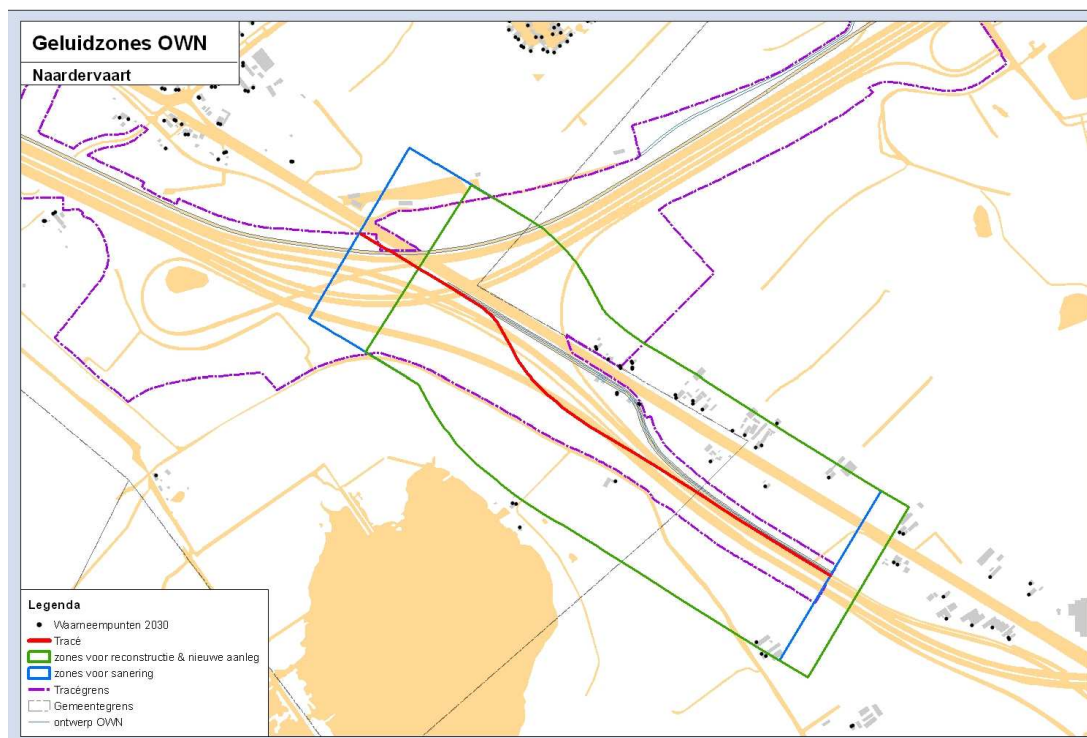 Geluidzones OWN
Naardervaart
Legenda
Waarneempunten 2030
Tracé
zones voor reconstructie & nieuwe aanleg
zones voor sanering
Tracégrens
Gemeentegrens
ontwerp OWN